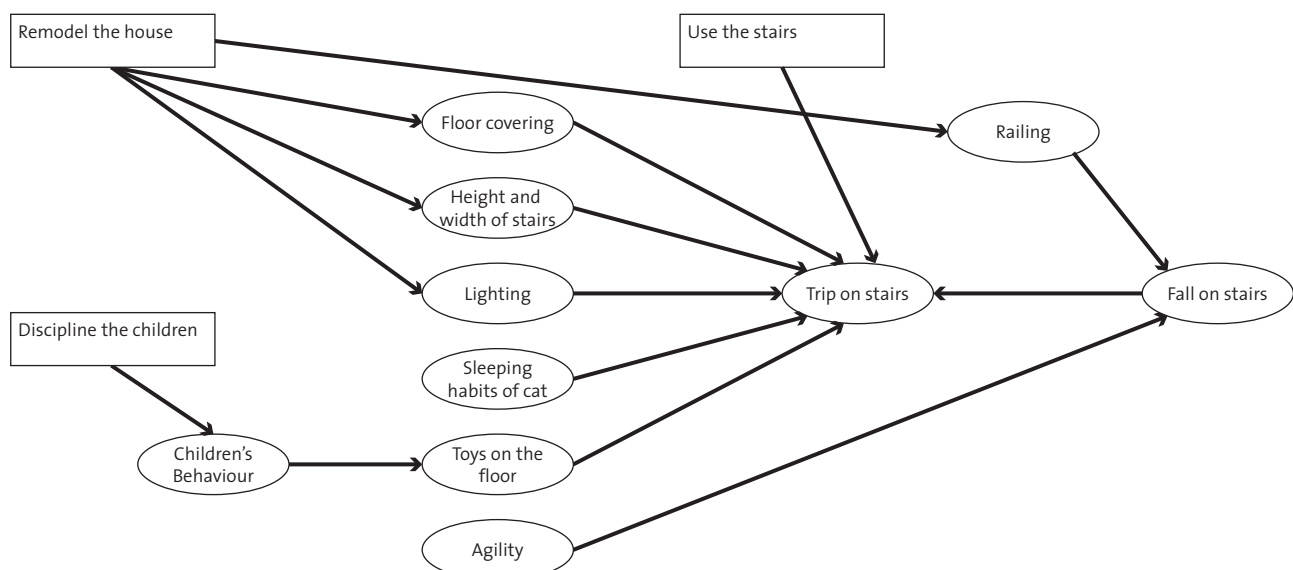 Remodel the house
Use the stairs
Floor covering
Railing
Height and
width of stairs
Lighting
Trip on stairs
Fall on stairs
Discipline the children
Sleeping
habits of cat
Children's
Behaviour
Toys on the
floor
Agility